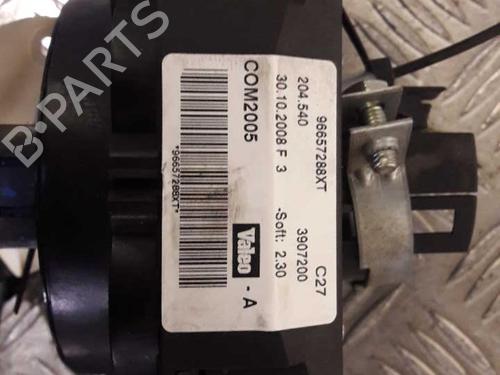 96657288XT C27
204.540 3907200
30.10.2008 F 3 -Soft: 2.30
COM2005 Valeo - A
*96657288XT*
B-PARTS